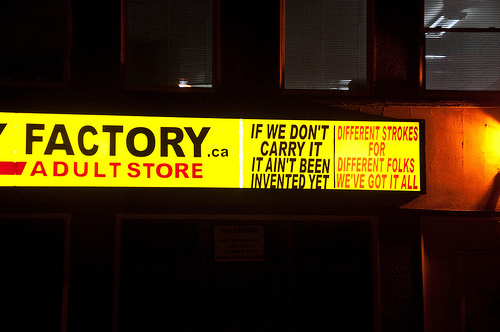 FACTORY.ca
ADULT STORE
IF WE DON'T
CARRY IT
IT AIN'T BEEN
INVENTED YET
DIFFERENT STROKES
FOR
DIFFERENT FOLKS
WE'VE GOT IT ALL